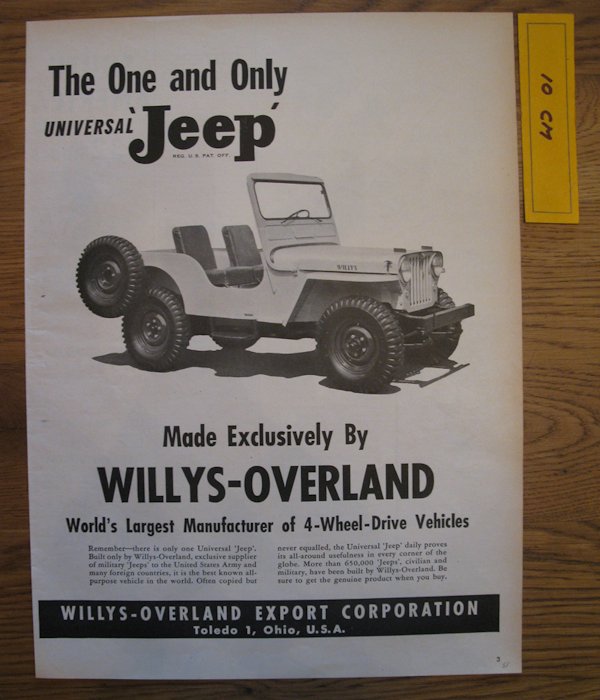 The One and Only
UNIVERSAL 'Jeep'
REG. U.S. PAT. OFF.
WILLYS
Made Exclusively By
WILLYS-OVERLAND
World's Largest Manufacturer of 4-Wheel-Drive Vehicles
Remember—there is only one Universal 'Jeep'.
Built only by Willys-Overland, exclusive supplier
of military 'Jeeps' to the United States Army and
many foreign countries, it is the best known all-
purpose vehicle in the world. Often copied but
never equalled, the Universal 'Jeep' daily proves
its all-around usefulness in every corner of the
globe. More than 650,000 'Jeeps', civilian and
military, have been built by Willys-Overland. Be
sure to get the genuine product when you buy.
WILLYS-OVERLAND EXPORT CORPORATION
Toledo 1, Ohio, U.S.A.
3
51
10 CM